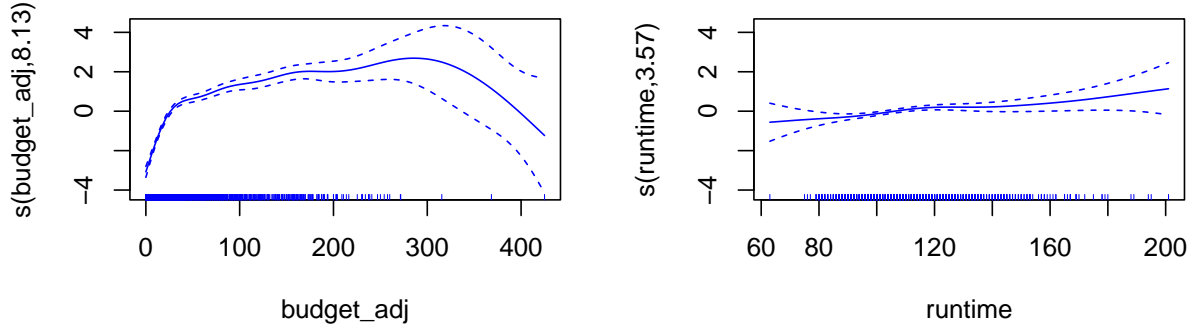 s(budget_adj,8.13)
4
2
0
−4
0 100 200 300 400
budget_adj
s(runtime,3.57)
4
2
0
−4
60 80 120 160 200
runtime